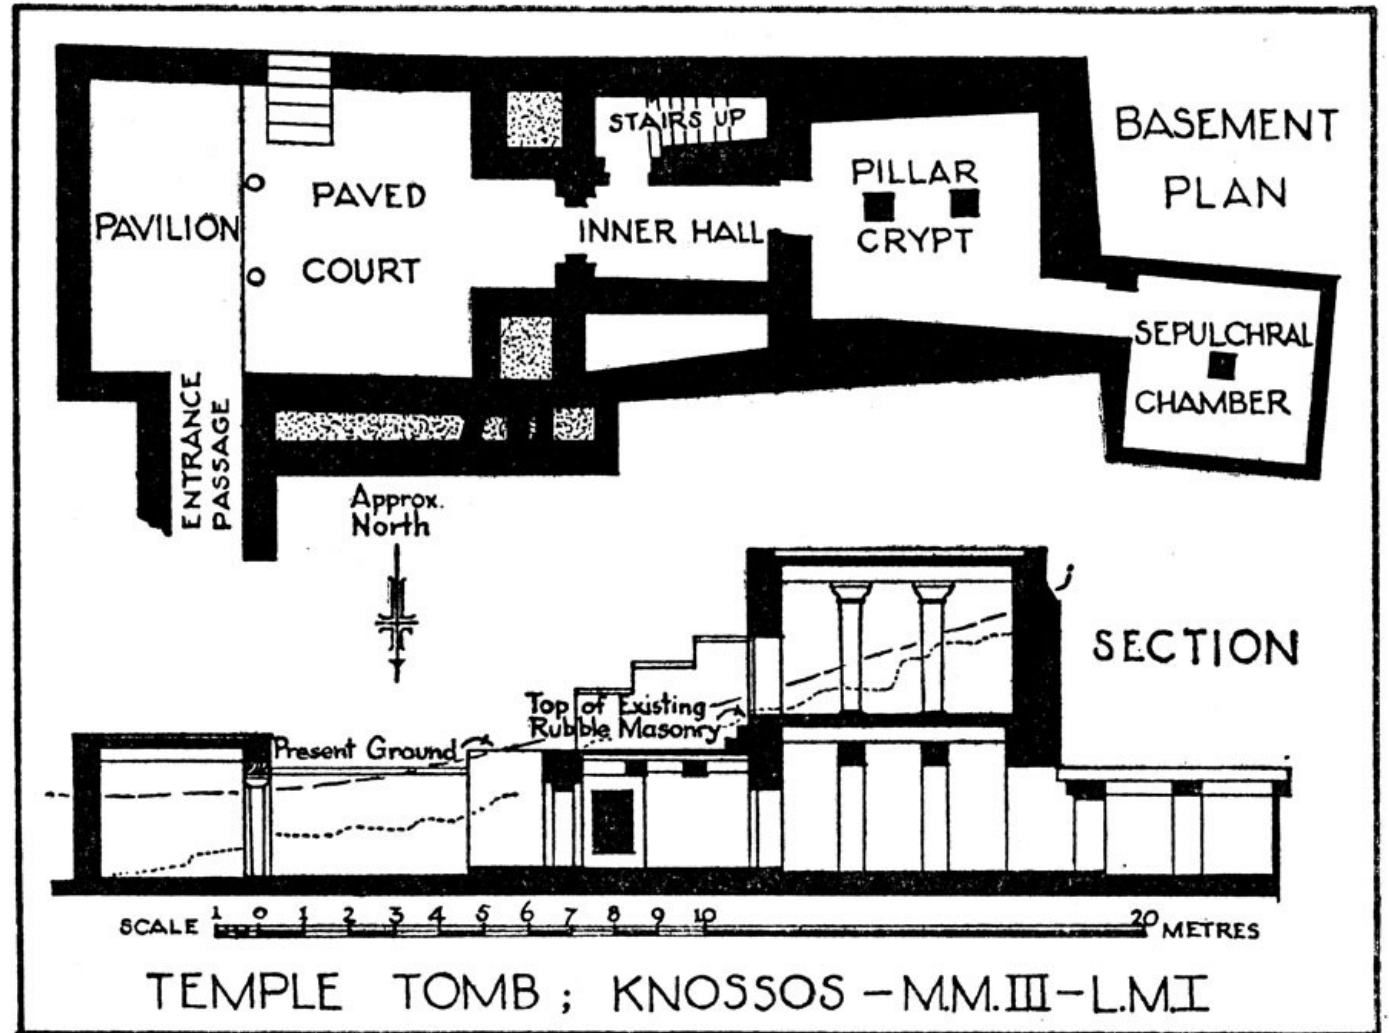 BASEMENT
PLAN
STAIRS UP
PILLAR
CRYPT
PAVED
COURT
PAVILION
INNER HALL
SEPULCHRAL
CHAMBER
ENTRANCE
PASSAGE
Approx.
North
j
SECTION
Top of Existing
Rubble Masonry
Present Ground
SCALE 1 0 1 2 3 4 5 6 7 8 9 10 20 METRES
TEMPLE TOMB; KNOSSOS – M.M.III – L.M.I